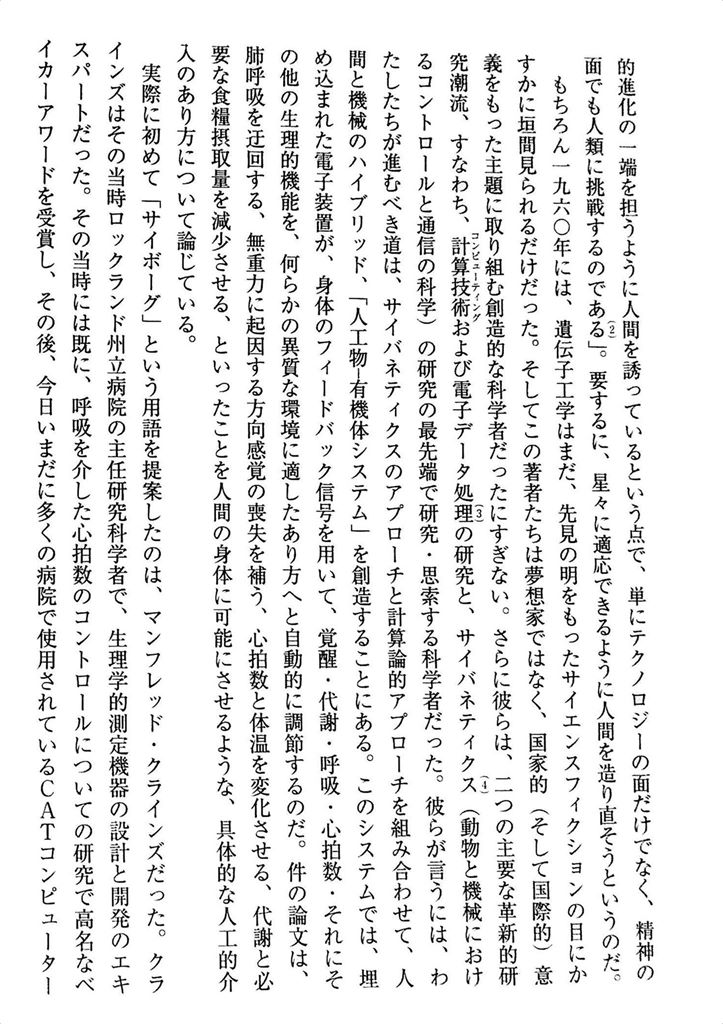 的進化の一端を担うように人間を誘っているという点で、単にテクノロジーの面だけでなく、精神の
面でも人類に挑戦するのである(2)」。要するに、星々に適応できるように人間を造り直そうというのだ。
もちろん一九六〇年には、遺伝子工学はまだ、先見の明をもったサイエンスフィクションの目にか
すかに垣間見られるだけだった。そしてこの著者たちは夢想家ではなく、国家的（そして国際的）意
義をもった主題に取り組む創造的な科学者だったにすぎない。さらに彼らは、二つの主要な革新的研
究潮流、すなわち、計算技術コンピューティングおよび電子データ処理(3)の研究と、サイバネティクス(4)（動物と機械におけ
るコントロールと通信の科学）の研究の最先端で研究・思索する科学者だった。彼らが言うには、わ
たしたちが進むべき道は、サイバネティクスのアプローチと計算論的アプローチを組み合わせて、人
間と機械のハイブリッド、「人工物-有機体システム」を創造することにある。このシステムでは、埋
め込まれた電子装置が、身体のフィードバック信号を用いて、覚醒・代謝・呼吸・心拍数・それにそ
の他の生理的機能を、何らかの異質な環境に適したあり方へと自動的に調節するのだ。件の論文は、
肺呼吸を迂回する、無重力に起因する方向感覚の喪失を補う、心拍数と体温を変化させる、代謝と必
要な食糧摂取量を減少させる、といったことを人間の身体に可能にさせるような、具体的な人工的介
入のあり方について論じている。
実際に初めて「サイボーグ」という用語を提案したのは、マンフレッド・クラインズだった。クラ
インズはその当時ロックランド州立病院の主任研究科学者で、生理学的測定機器の設計と開発のエキ
スパートだった。その当時には既に、呼吸を介した心拍数のコントロールについての研究で高名なベ
イカーアワードを受賞し、その後、今日いまだに多くの病院で使用されているCATコンピューター